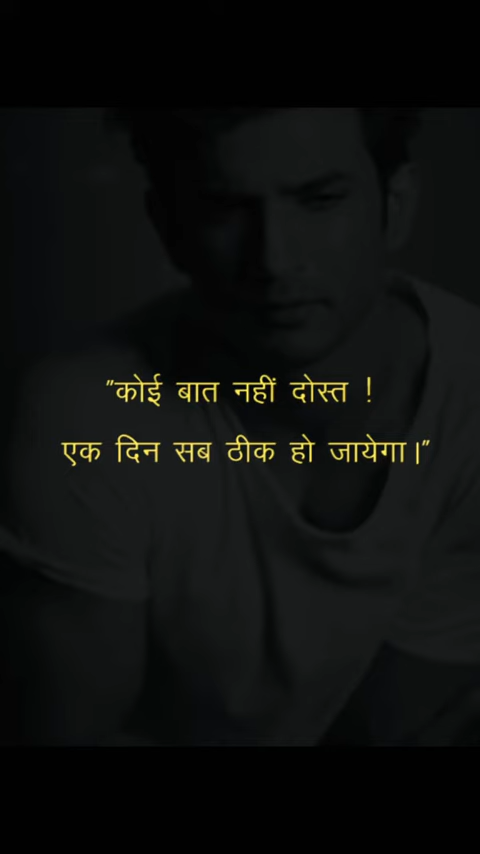 "कोई बात नहीं दोस्त !
एक दिन सब ठीक हो जायेगा।"